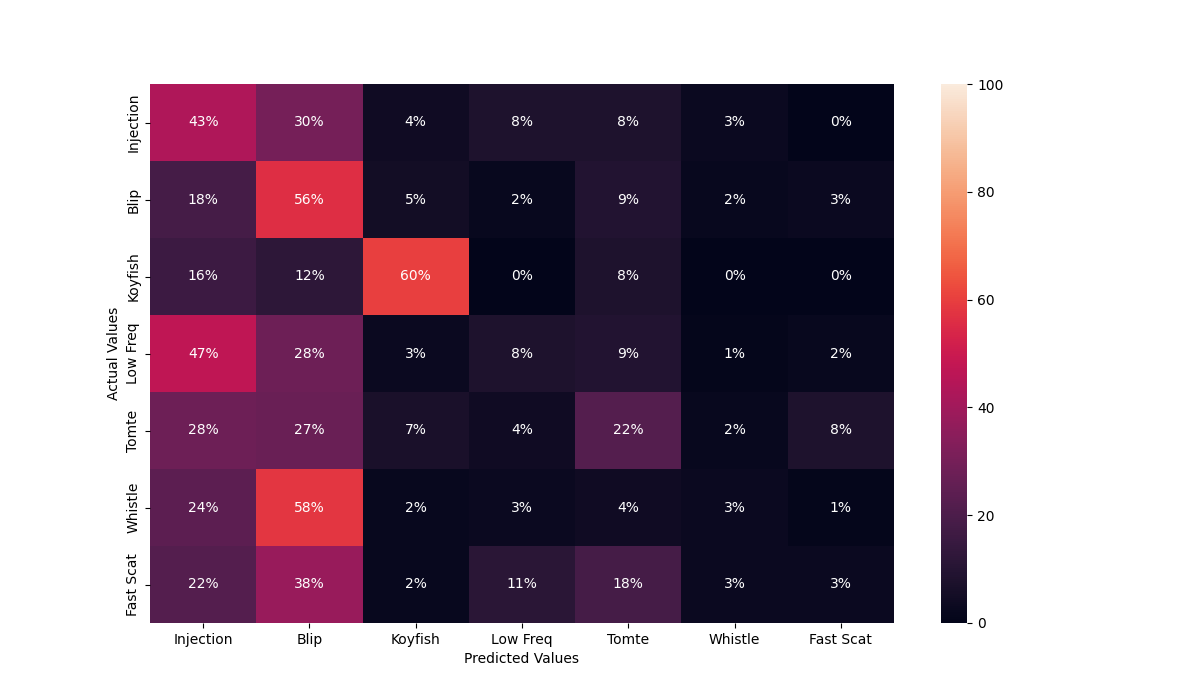 Actual Values
Injection 43% 30% 4% 8% 8% 3% 0%
Blip 18% 56% 5% 2% 9% 2% 3%
Koyfish 16% 12% 60% 0% 8% 0% 0%
Low Freq 47% 28% 3% 8% 9% 1% 2%
Tomte 28% 27% 7% 4% 22% 2% 8%
Whistle 24% 58% 2% 3% 4% 3% 1%
Fast Scat 22% 38% 2% 11% 18% 3% 3%
Injection Blip Koyfish Low Freq Tomte Whistle Fast Scat
Predicted Values
100
80
60
40
20
0